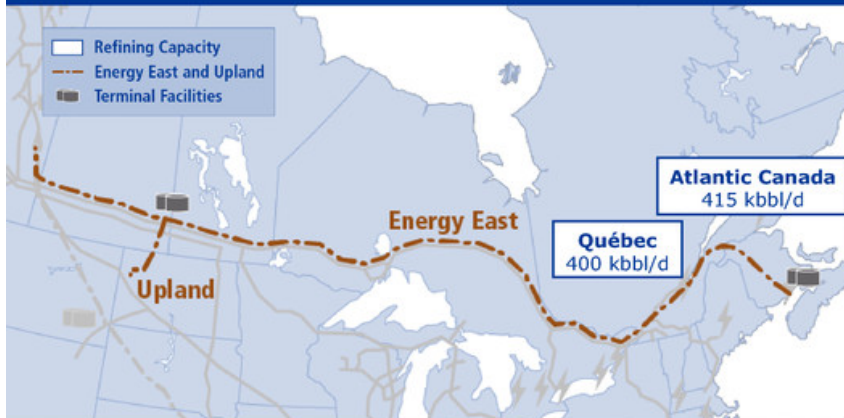 Refining Capacity
Energy East and Upland
Terminal Facilities
Atlantic Canada
415 kbbl/d
Energy East
Québec
400 kbbl/d
Upland